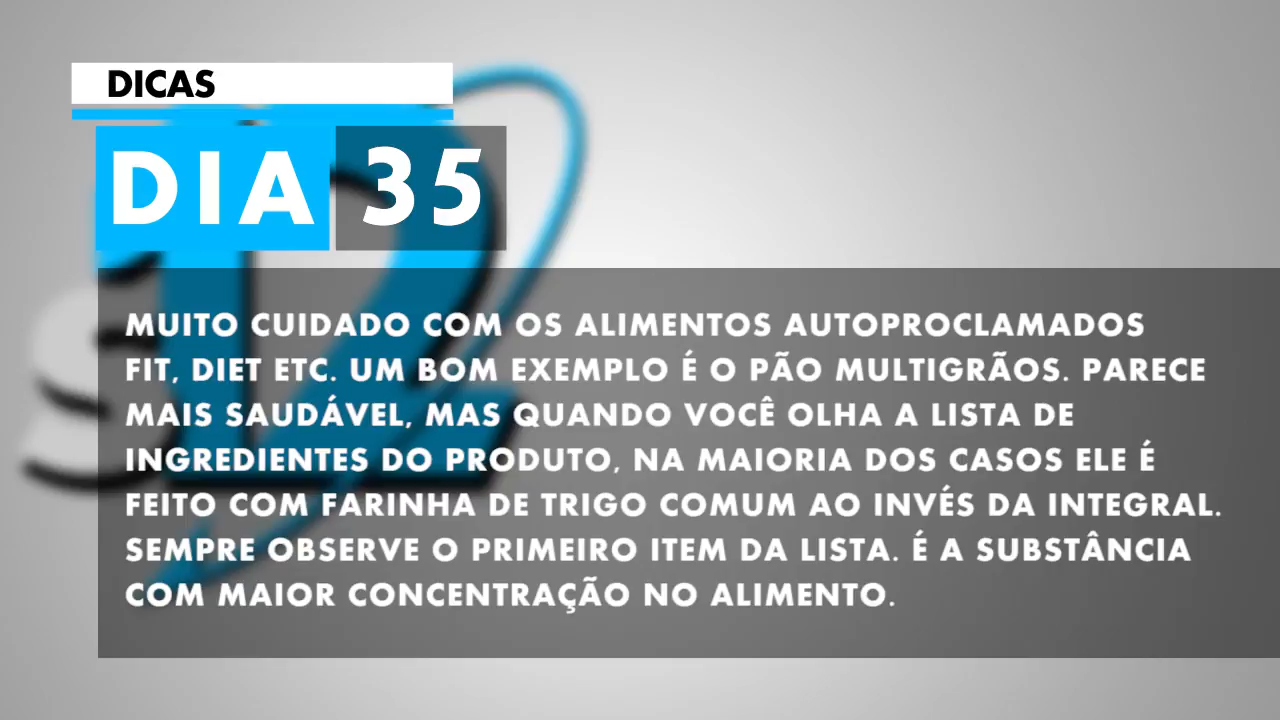 DICAS
DIA 35
MUITO CUIDADO COM OS ALIMENTOS AUTOPROCLAMADOS
FIT, DIET ETC. UM BOM EXEMPLO É O PÃO MULTIGRÃOS. PARECE
MAIS SAUDÁVEL, MAS QUANDO VOCÊ OLHA A LISTA DE
INGREDIENTES DO PRODUTO, NA MAIORIA DOS CASOS ELE É
FEITO COM FARINHA DE TRIGO COMUM AO INVÉS DA INTEGRAL.
SEMPRE OBSERVE O PRIMEIRO ITEM DA LISTA. É A SUBSTÂNCIA
COM MAIOR CONCENTRAÇÃO NO ALIMENTO.